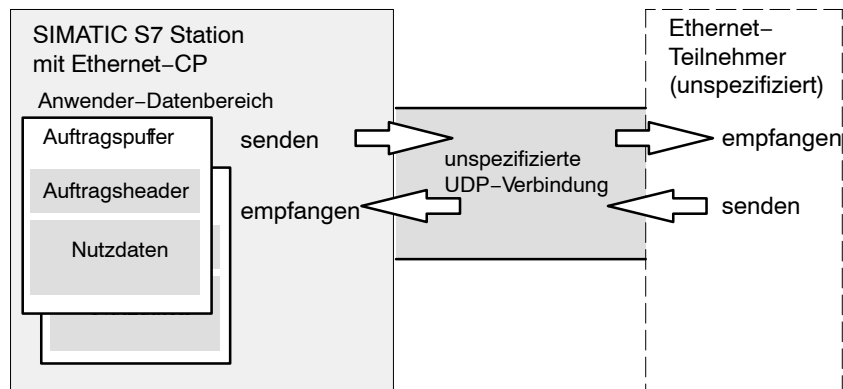 SIMATIC S7 Station
mit Ethernet–CP
Anwender–Datenbereich
Auftragspuffer
Auftragsheader
Nutzdaten
senden
empfangen
unspezifizierte
UDP–Verbindung
Ethernet–
Teilnehmer
(unspezifiziert)
empfangen
senden